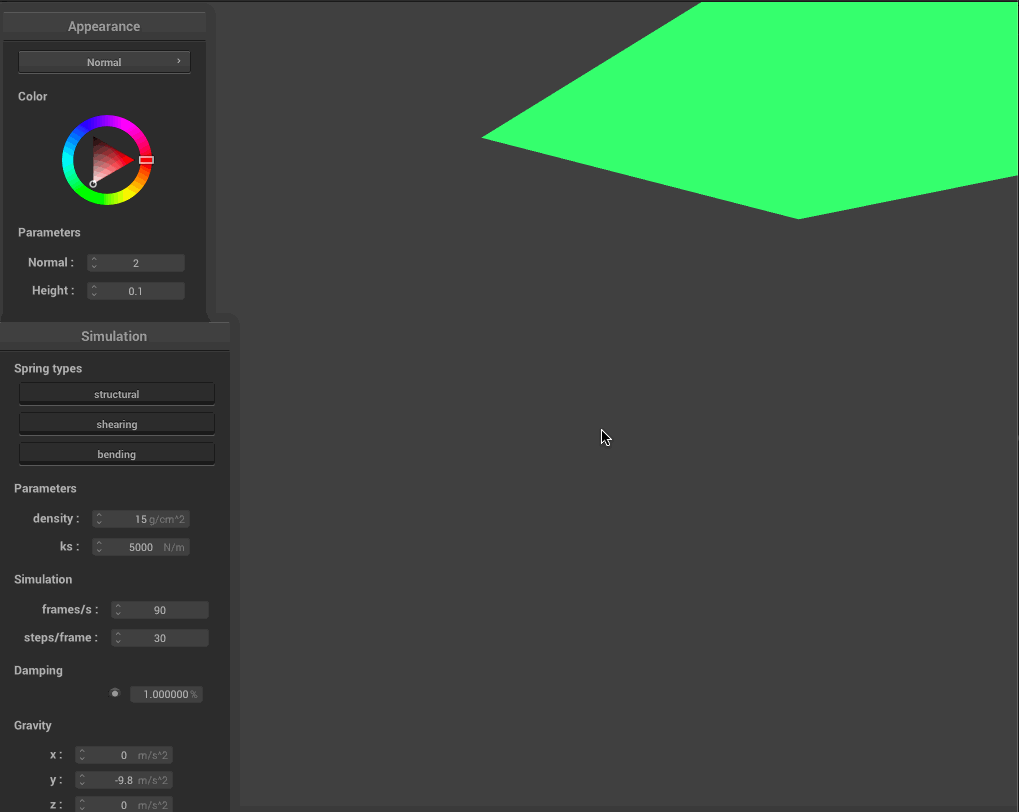 Appearance
Normal
Color
Parameters
Normal : 2
Height : 0.1
Simulation
Spring types
structural
shearing
bending
Parameters
density : 15 g/cm^2
ks : 5000 N/m
Simulation
frames/s : 90
steps/frame : 30
Damping
1.000000 %
Gravity
x : 0 m/s^2
y : -9.8 m/s^2
z : 0 m/s^2